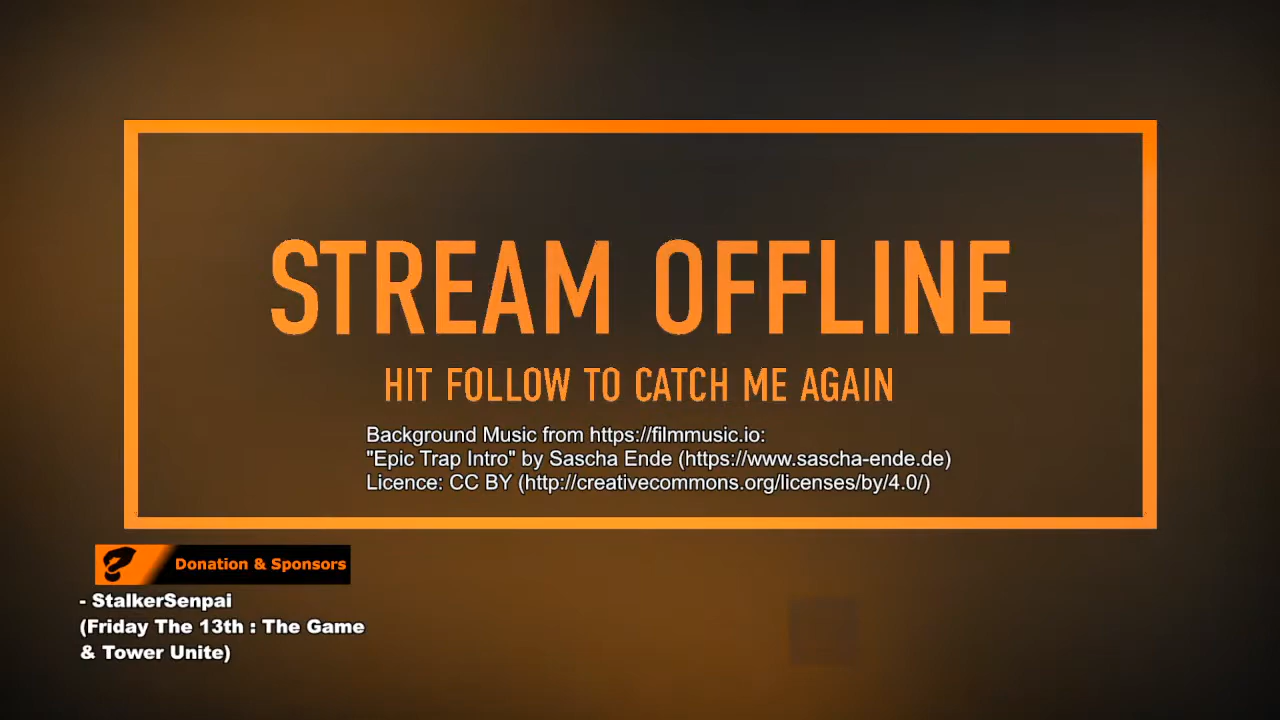 STREAM OFFLINE
HIT FOLLOW TO CATCH ME AGAIN
Background Music from https://filmmusic.io:
"Epic Trap Intro" by Sascha Ende (https://www.sascha-ende.de)
Licence: CC BY (http://creativecommons.org/licenses/by/4.0/)
Donation & Sponsors
- StalkerSenpai
(Friday The 13th : The Game
& Tower Unite)